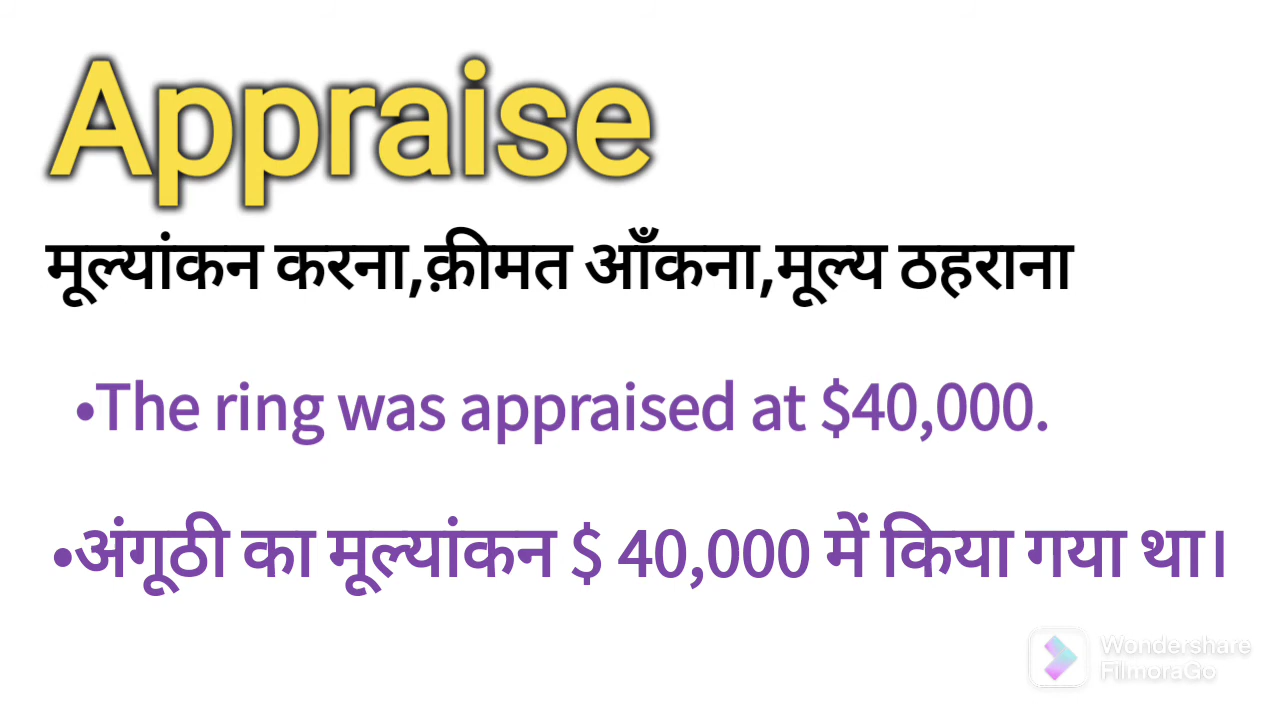 Appraise
मूल्यांकन करना,क़ीमत आँकना,मूल्य ठहराना
•The ring was appraised at $40,000.
•अंगूठी का मूल्यांकन $ 40,000 में किया गया था।
Wondershare
FilmoraGo